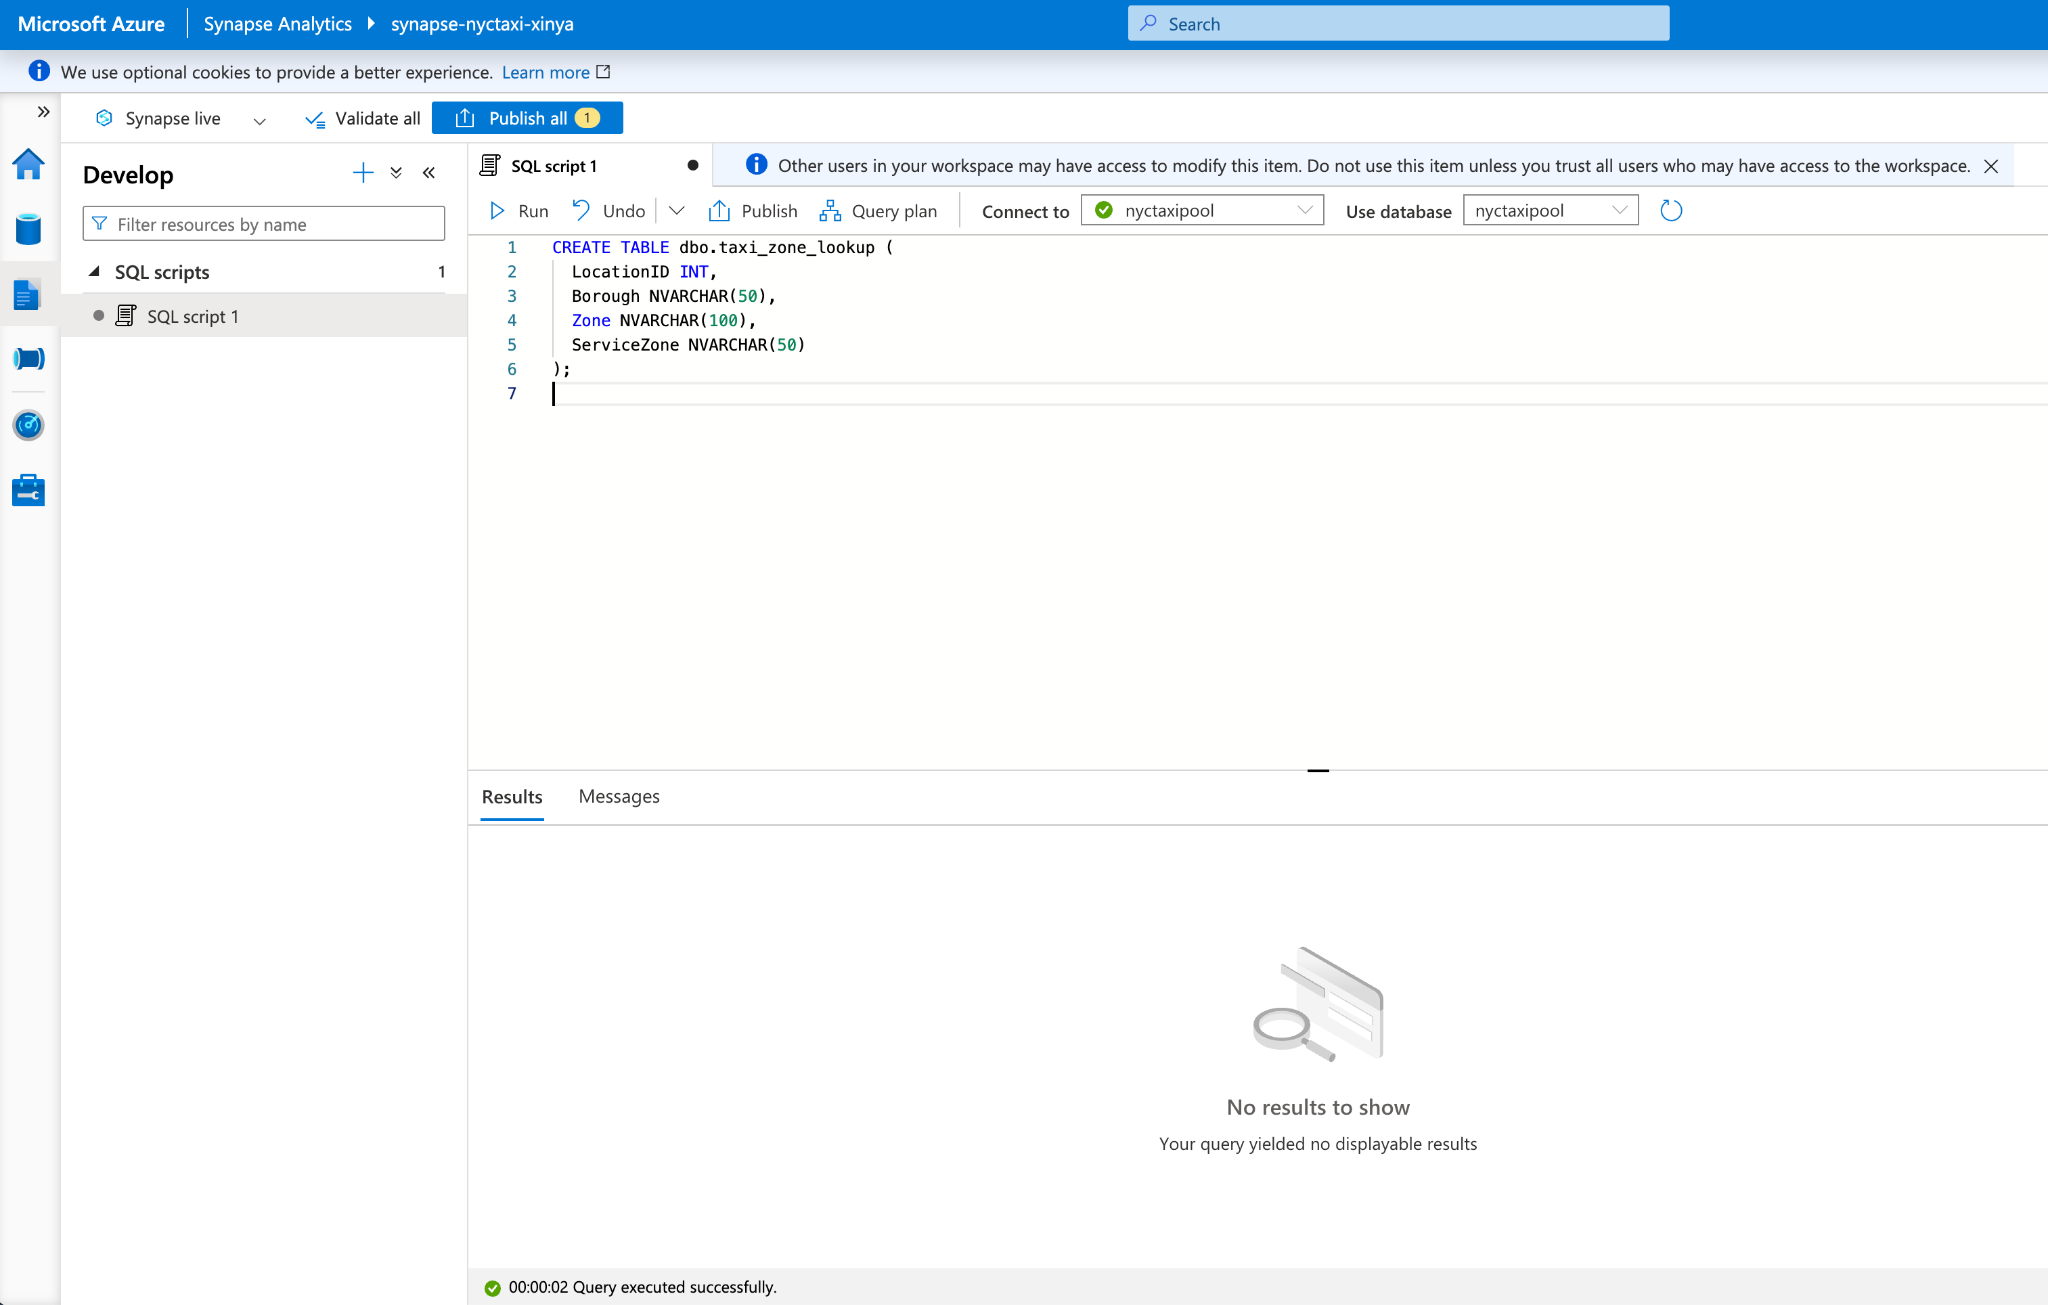 Microsoft Azure
Synapse Analytics
synapse-nyctaxi-xinya
Search
We use optional cookies to provide a better experience. Learn more
Synapse live
Validate all
Publish all 1
Develop
Filter resources by name
SQL scripts 1
SQL script 1
SQL script 1
Other users in your workspace may have access to modify this item. Do not use this item unless you trust all users who may have access to the workspace.
Run
Undo
Publish
Query plan
Connect to
nyctaxipool
Use database
nyctaxipool
1 CREATE TABLE dbo.taxi_zone_lookup (
2 LocationID INT,
3 Borough NVARCHAR(50),
4 Zone NVARCHAR(100),
5 ServiceZone NVARCHAR(50)
6 );
7
Results
Messages
No results to show
Your query yielded no displayable results
00:00:02 Query executed successfully.